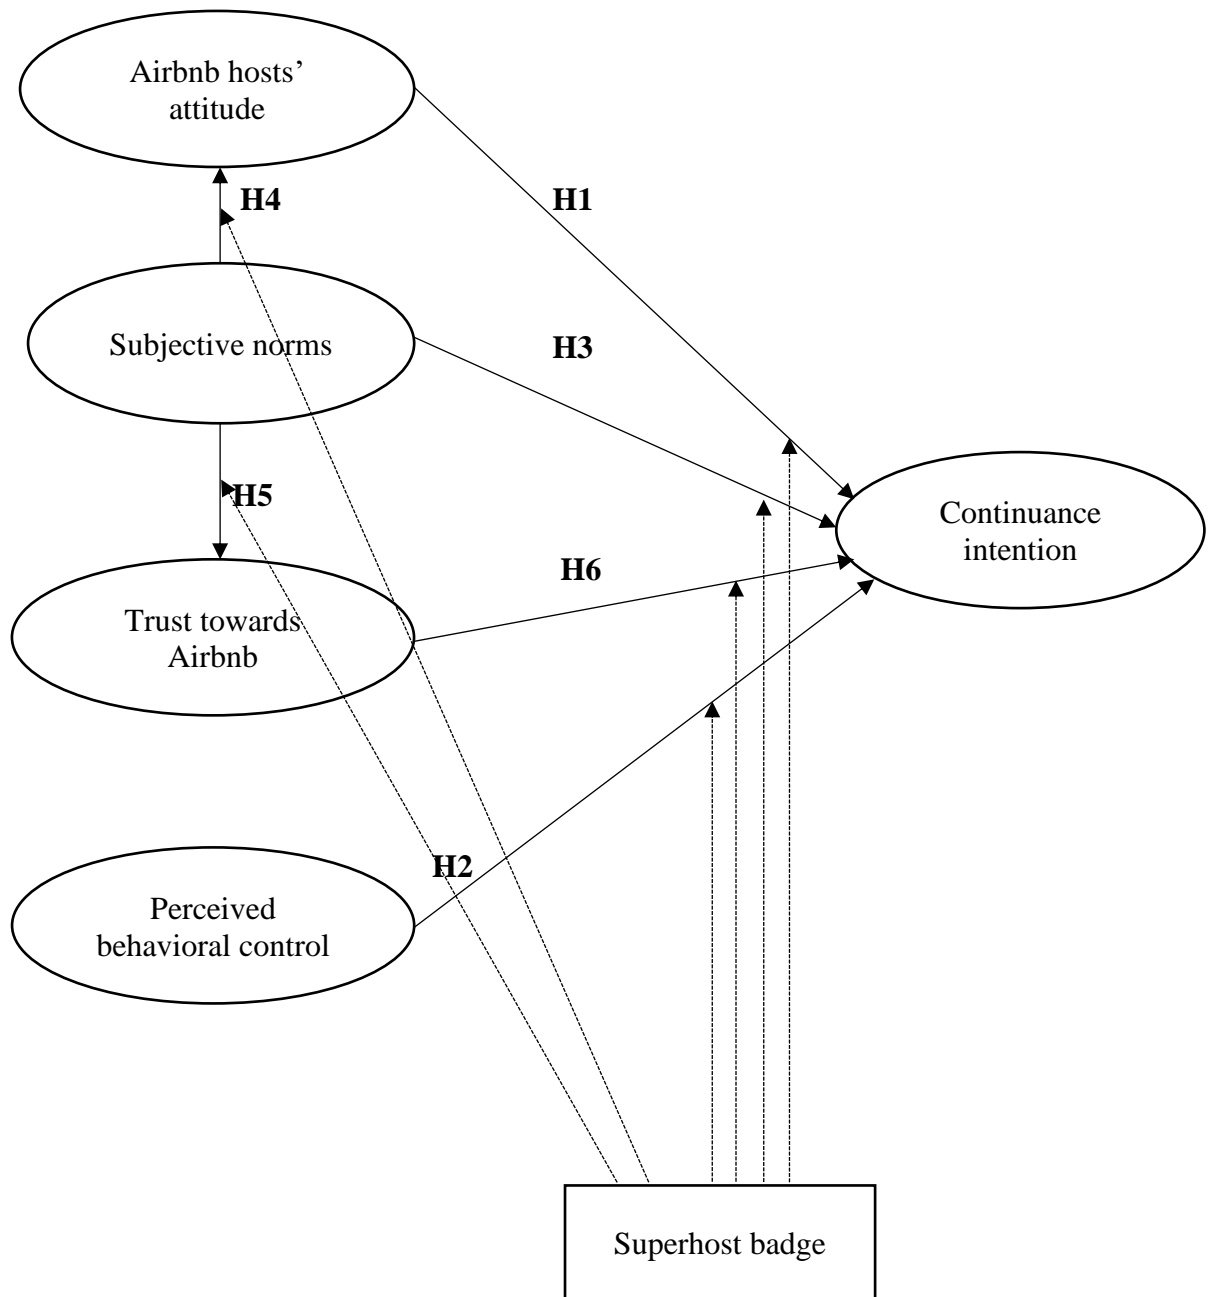 Airbnb hosts’
attitude
H4
H1
Subjective norms
H3
H5
Continuance
intention
H6
Trust towards
Airbnb
H2
Perceived
behavioral control
Superhost badge